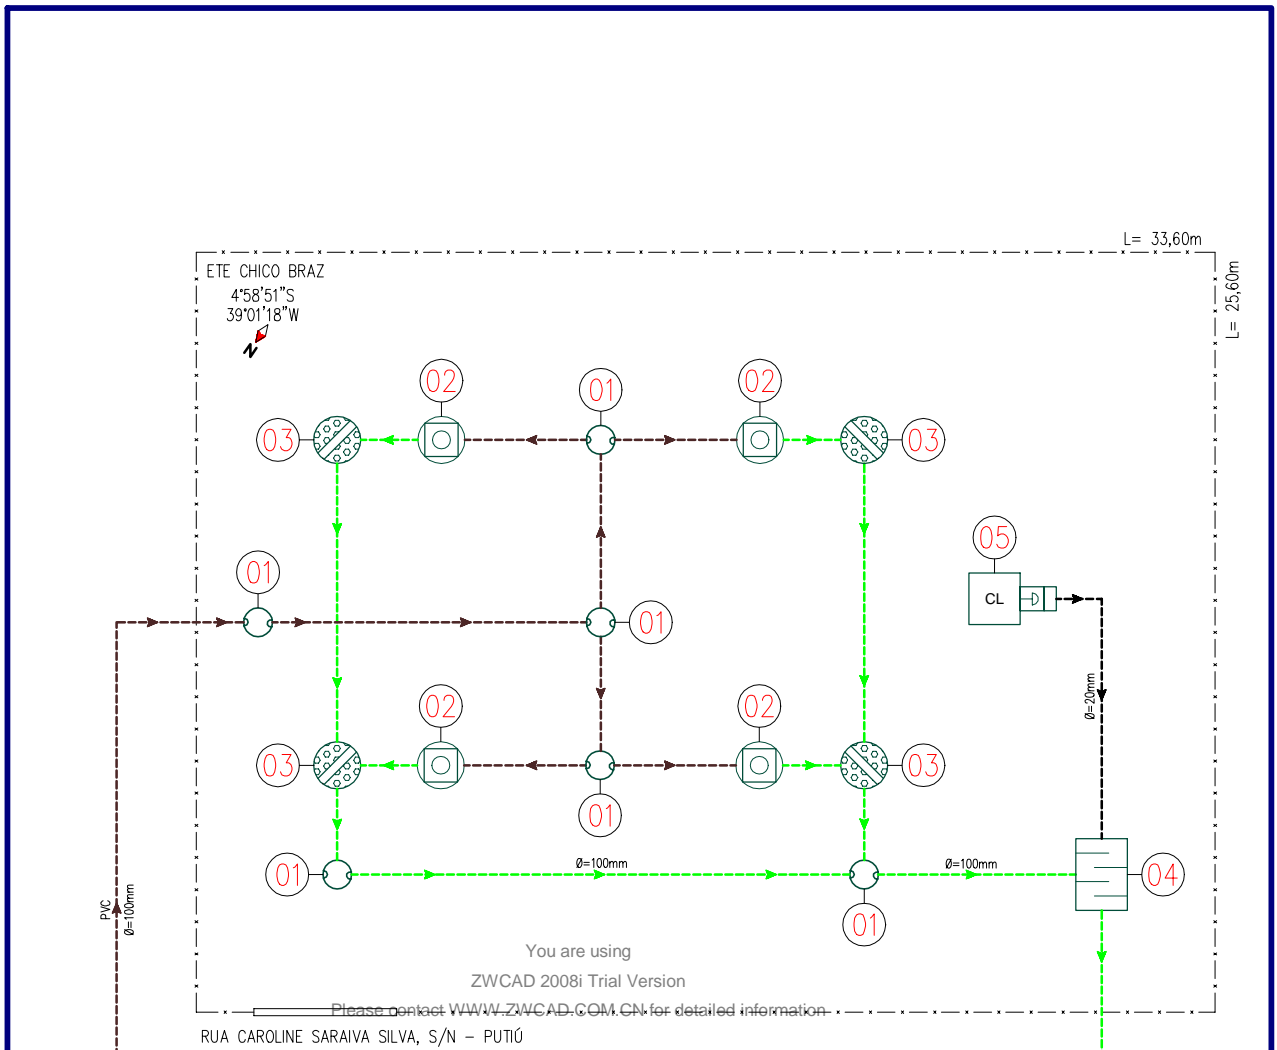 L= 33,60m
L= 25,60m
ETE CHICO BRAZ
4°58'51"S
39°01'18"W
N
02
01
02
03
03
05
01
CL
01
02
02
Ø=20mm
03
03
01
01
Ø=100mm
Ø=100mm
04
PVC
Ø=100mm
01
You are using
ZWCAD 2008i Trial Version
Please contact WWW.ZWCAD.COM.CN for detailed information
RUA CAROLINE SARAIVA SILVA, S/N - PUTIÚ